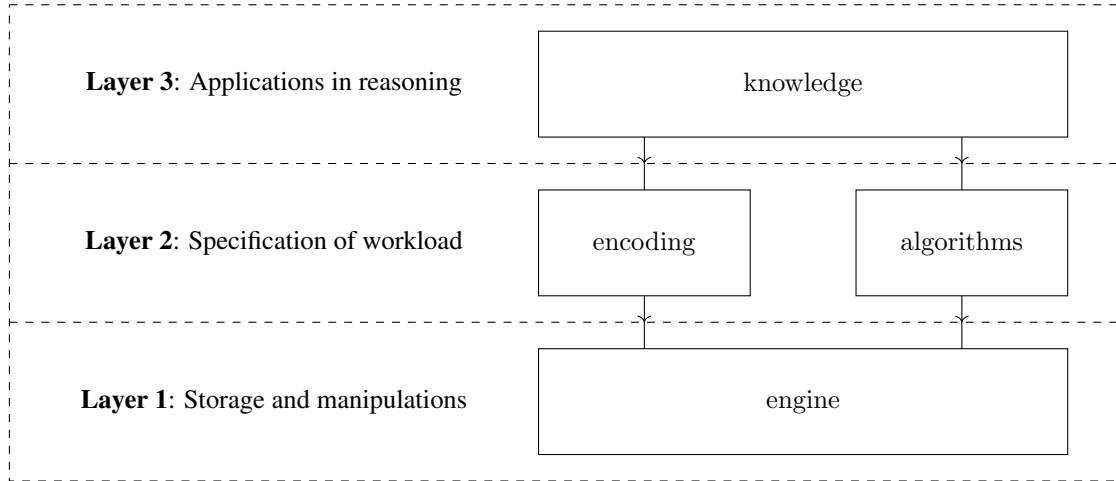 Layer 3: Applications in reasoning
knowledge
Layer 2: Specification of workload
encoding
algorithms
Layer 1: Storage and manipulations
engine